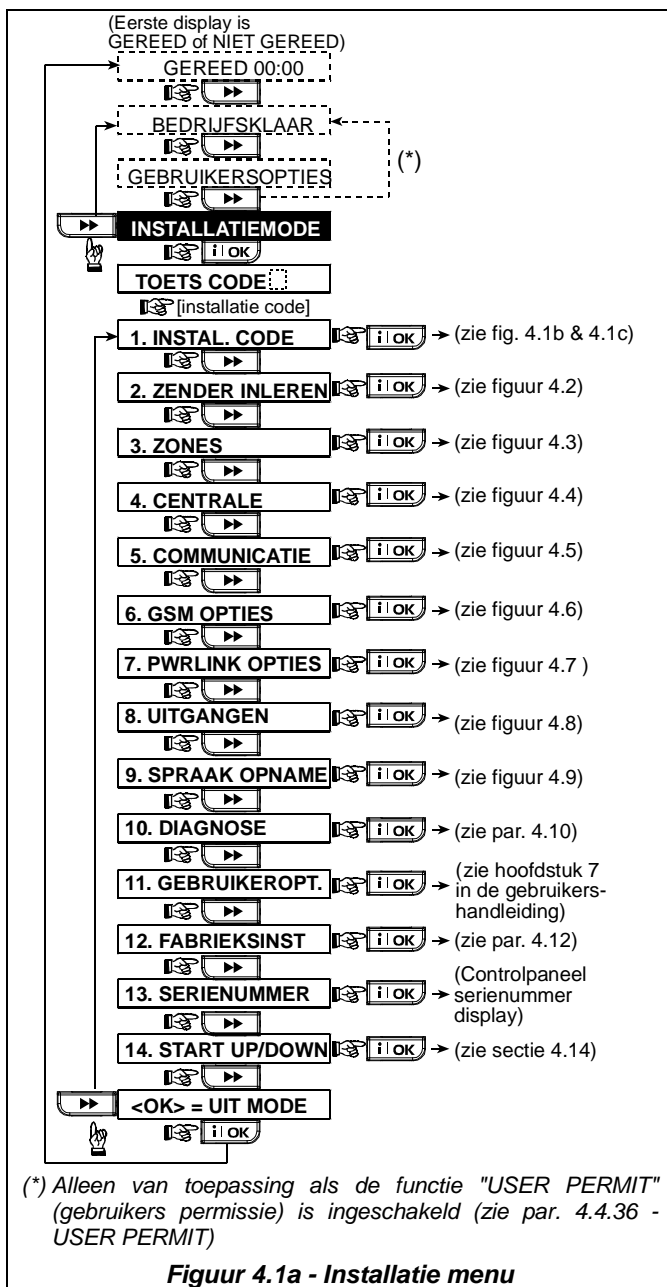 (Eerste display is
GEREED of NIET GEREED)
GEREED 00:00
BEDRIJFSKLAAR
(*)
GEBRUIKERSOPTIES
INSTALLATIEMODE
i OK
TOETS CODE
[installatie code]
1. INSTAL. CODE i OK (zie fig. 4.1b & 4.1c)
2. ZENDER INLEREN i OK (zie figuur 4.2)
3. ZONES i OK (zie figuur 4.3)
4. CENTRALE i OK (zie figuur 4.4)
5. COMMUNICATIE i OK (zie figuur 4.5)
6. GSM OPTIES i OK (zie figuur 4.6)
7. PWRLINK OPTIES i OK (zie figuur 4.7 )
8. UITGANGEN i OK (zie figuur 4.8)
9. SPRAAK OPNAME i OK (zie figuur 4.9)
10. DIAGNOSE i OK (zie par. 4.10)
11. GEBRUIKEROPT. i OK (zie hoofdstuk 7
in de gebruikers-
handleiding)
12. FABRIEKSINST i OK (zie par. 4.12)
13. SERIENUMMER i OK (Controlpaneel
serienummer
display)
14. START UP/DOWN i OK (zie sectie 4.14)
<OK> = UIT MODE
i OK
(*) Alleen van toepassing als de functie "USER PERMIT"
(gebruikers permissie) is ingeschakeld (zie par. 4.4.36 -
USER PERMIT)
Figuur 4.1a - Installatie menu